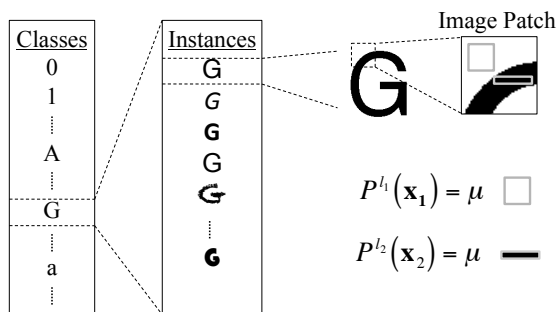 Classes
0
1
A
G
a
Instances
G
G
G
G
G
G
G
Image Patch
P^{l_1}(x_1) = μ
P^{l_2}(x_2) = μ